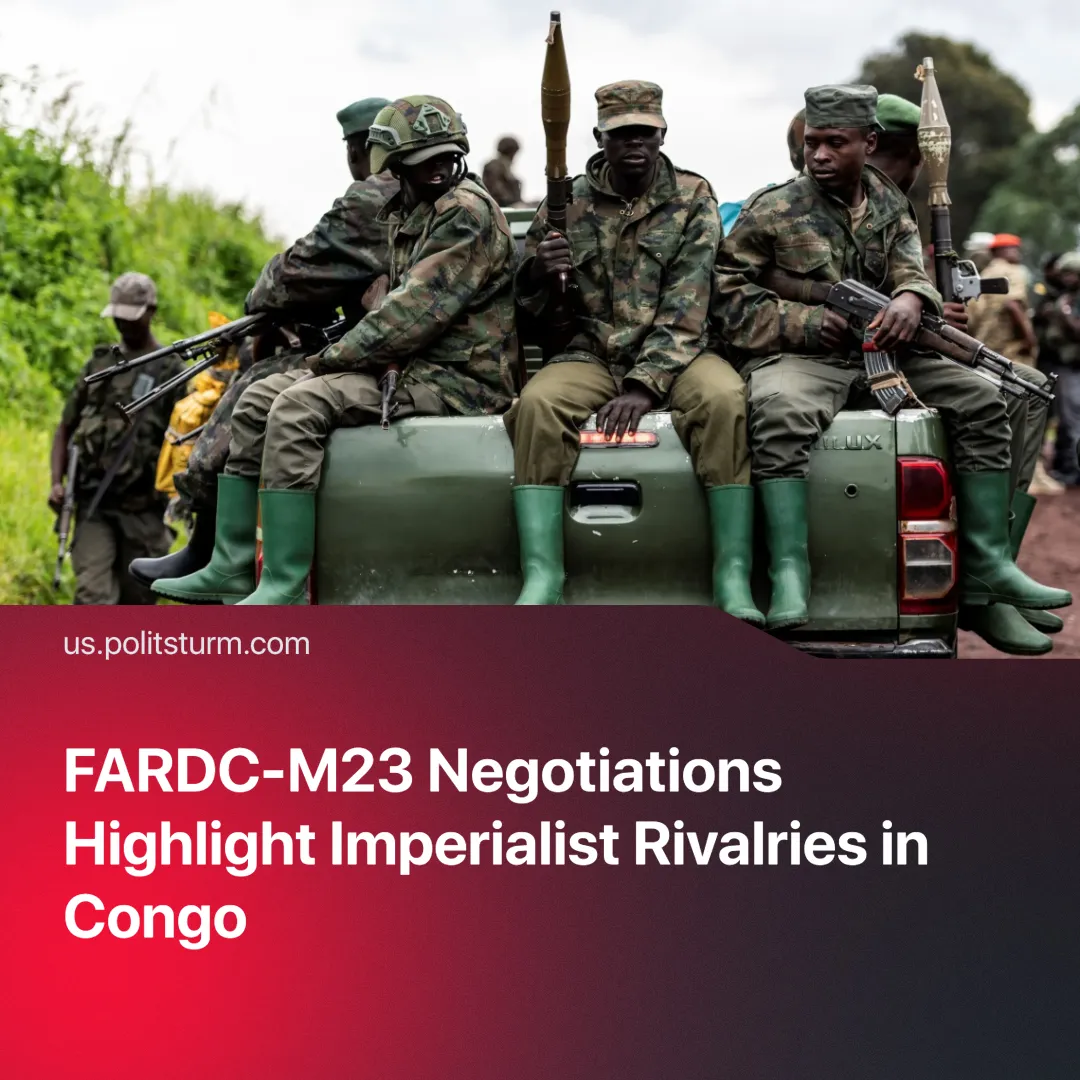 us.politsturm.com
FARDC-M23 Negotiations
Highlight Imperialist Rivalries in
Congo